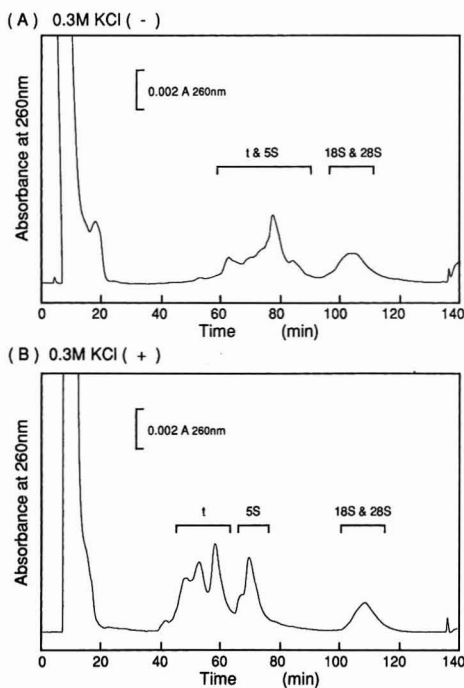 ( A ) 0.3M KCl ( - )
Absorbance at 260nm
0.002 A 260nm
t & 5S
18S & 28S
0 20 40 60 80 100 120 140
Time (min)
( B ) 0.3M KCl ( + )
Absorbance at 260nm
0.002 A 260nm
t
5S
18S & 28S
0 20 40 60 80 100 120 140
Time (min)